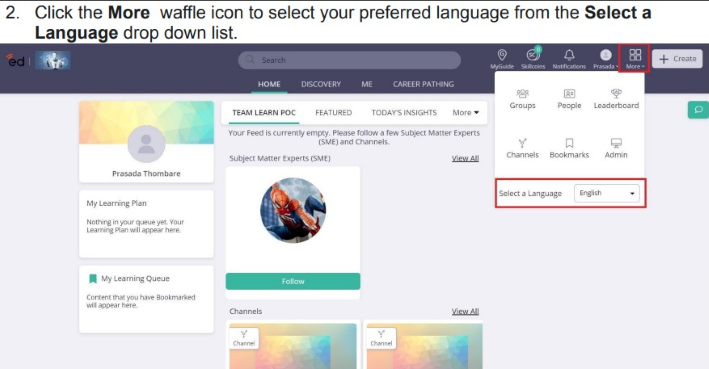 2. Click the More waffle icon to select your preferred language from the Select a
Language drop down list.
ed
Search
MyGuide
Skillcoins
Notifications
Prasada
More
+ Create
HOME
DISCOVERY
ME
CAREER PATHING
Groups
People
Leaderboard
Channels
Bookmarks
Admin
Select a Language
English
TEAM LEARN POC
FEATURED
TODAY'S INSIGHTS
More
Your Feed is currently empty. Please follow a few Subject Matter Experts
(SME) and Channels.
Subject Matter Experts (SME)
View All
Prasada Thombare
My Learning Plan
Nothing in your queue yet. Your
Learning Plan will appear here.
My Learning Queue
Content that you have Bookmarked
will appear here.
Follow
Channels
View All
Channel
Channel